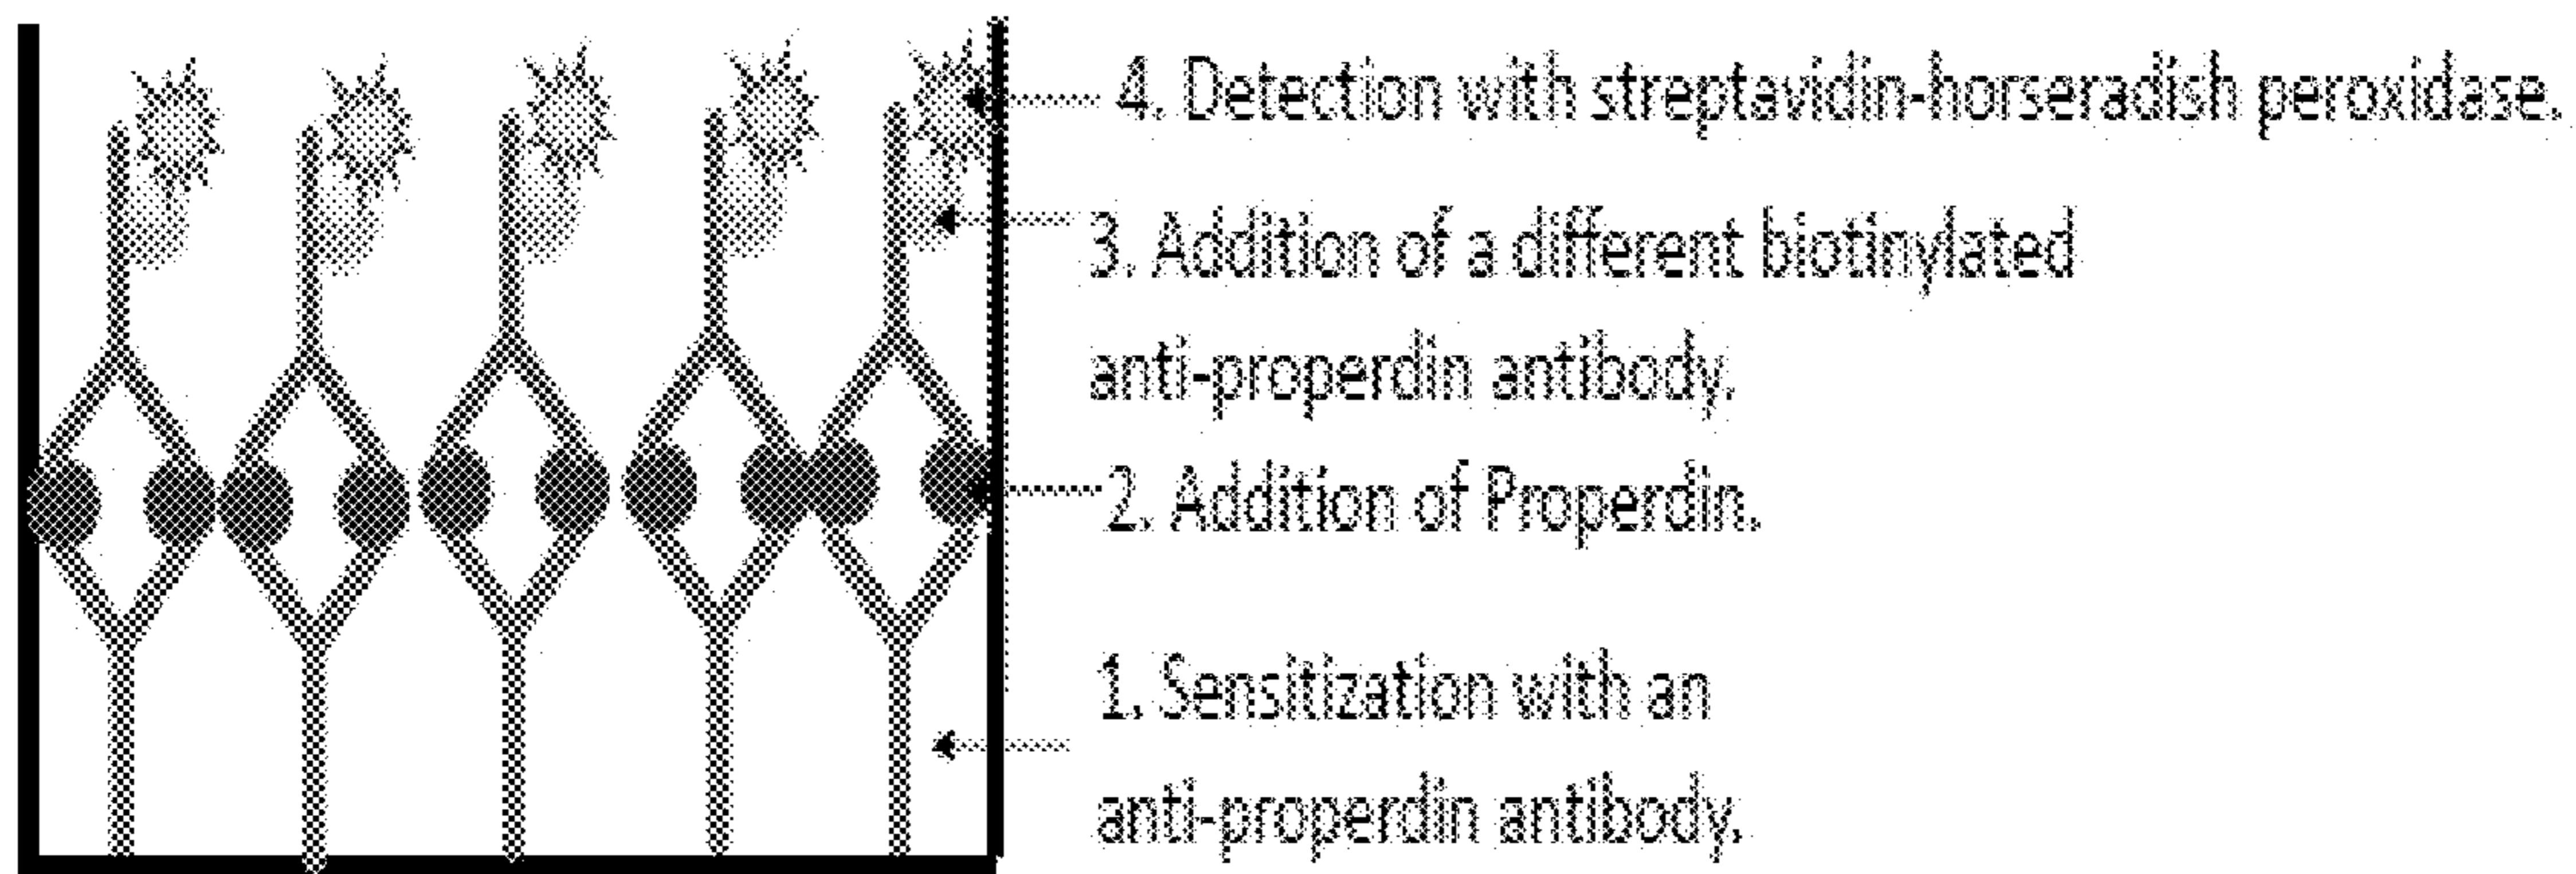 4. Detection with streptavidin-horseradish peroxidase.
3. Addition of a different biotinylated
anti-properdin antibody.
2. Addition of Properdin.
1. Sensitization with an
anti-properdin antibody.